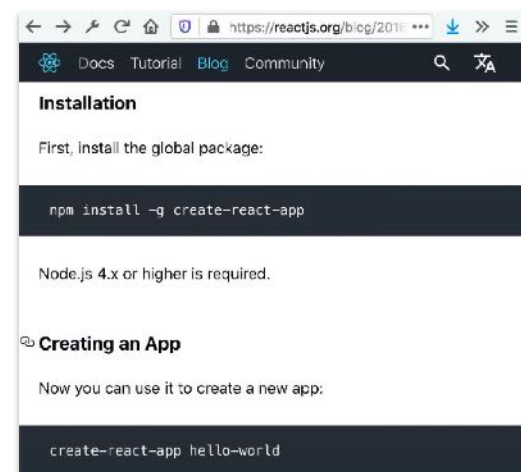 https://reactjs.org/blog/2016
Docs Tutorial Blog Community
Installation
First, install the global package:
npm install -g create-react-app
Node.js 4.x or higher is required.
Creating an App
Now you can use it to create a new app:
create-react-app hello-world